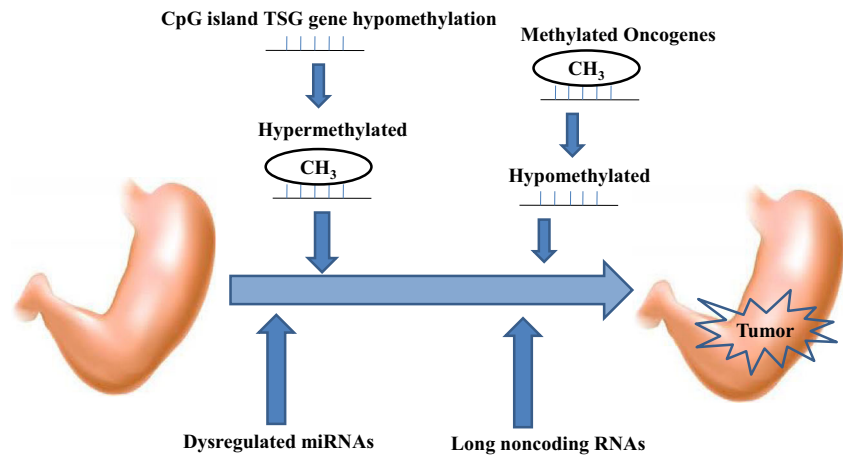 CpG island TSG gene hypomethylation
Methylated Oncogenes
CH3
Hypermethylated
CH3
Hypomethylated
Tumor
Dysregulated miRNAs
Long noncoding RNAs